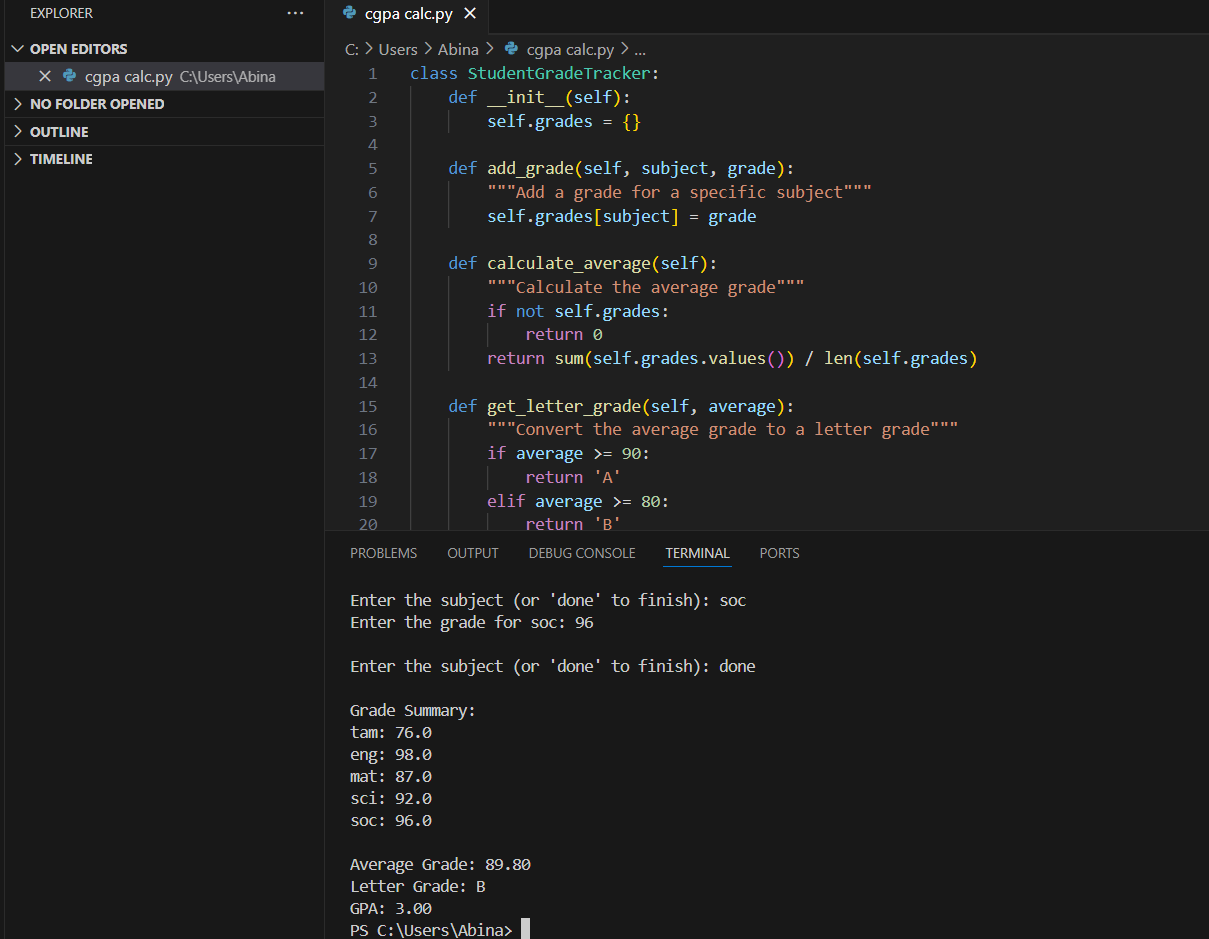 EXPLORER ...
OPEN EDITORS
cgpa calc.py C:\Users\Abina
NO FOLDER OPENED
OUTLINE
TIMELINE
cgpa calc.py
C: > Users > Abina > cgpa calc.py > ...
1 class StudentGradeTracker:
2     def __init__(self):
3         self.grades = {}
4
5     def add_grade(self, subject, grade):
6         """Add a grade for a specific subject"""
7         self.grades[subject] = grade
8
9     def calculate_average(self):
10         """Calculate the average grade"""
11         if not self.grades:
12             return 0
13         return sum(self.grades.values()) / len(self.grades)
14
15     def get_letter_grade(self, average):
16         """Convert the average grade to a letter grade"""
17         if average >= 90:
18             return 'A'
19         elif average >= 80:
20             return 'B'
PROBLEMS OUTPUT DEBUG CONSOLE TERMINAL PORTS
Enter the subject (or 'done' to finish): soc
Enter the grade for soc: 96
Enter the subject (or 'done' to finish): done
Grade Summary:
tam: 76.0
eng: 98.0
mat: 87.0
sci: 92.0
soc: 96.0
Average Grade: 89.80
Letter Grade: B
GPA: 3.00
PS C:\Users\Abina>